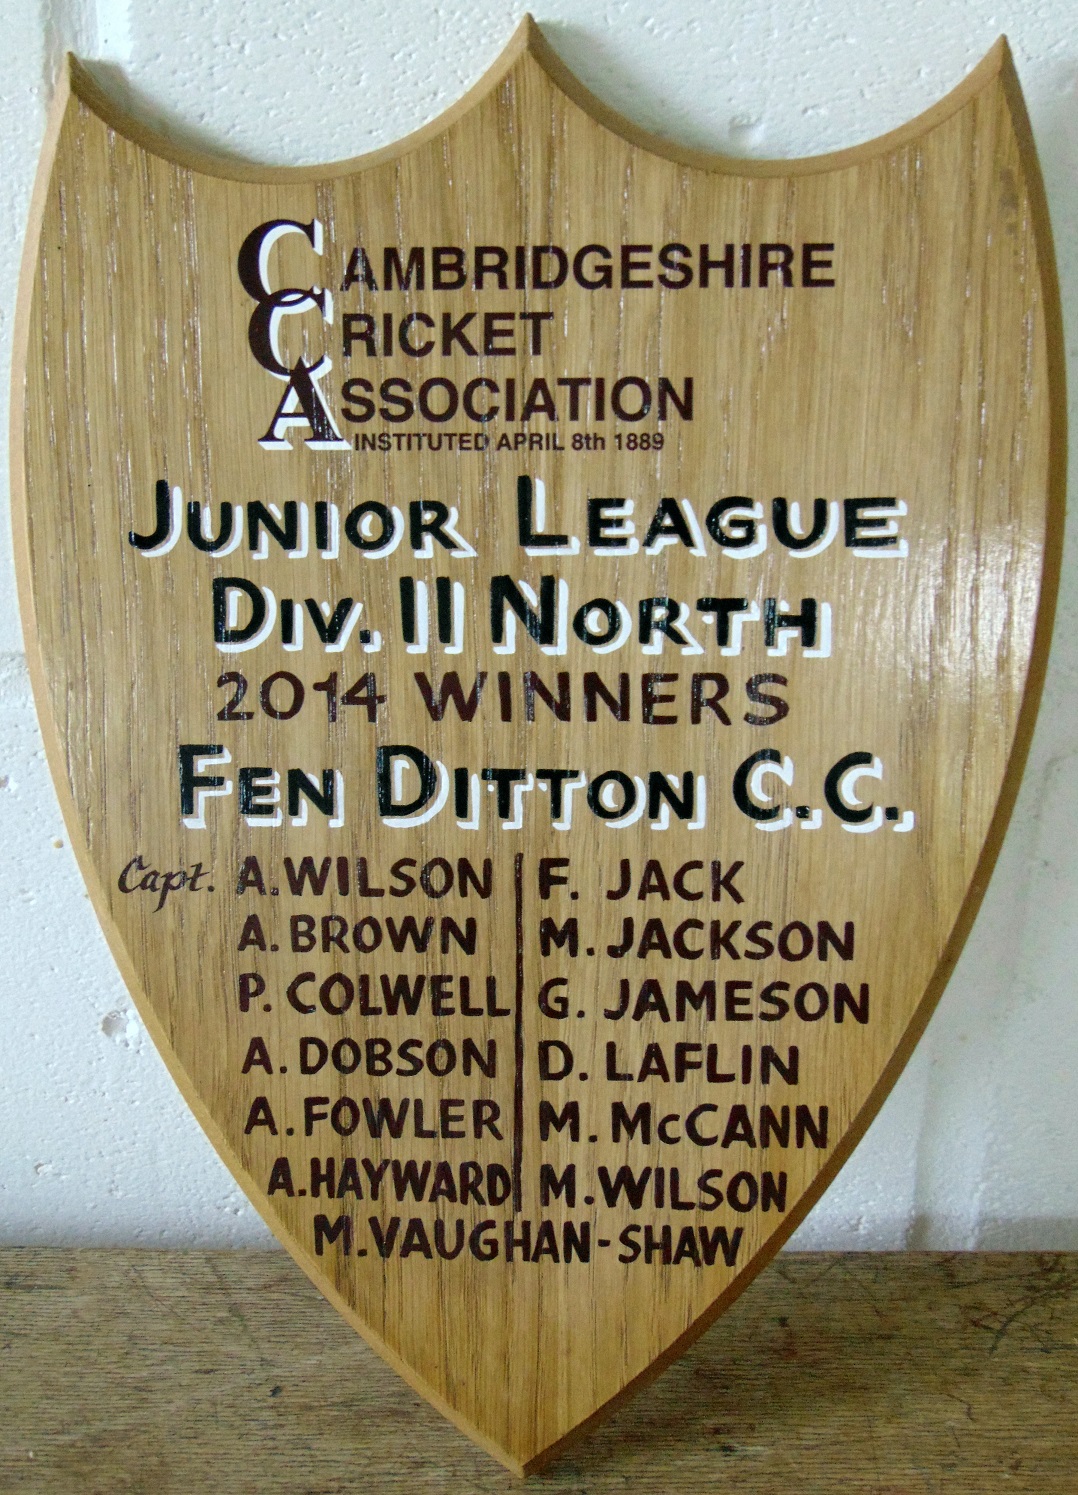 CAMBRIDGESHIRE
CRICKET
ASSOCIATION
INSTITUTED APRIL 8th 1889
JUNIOR LEAGUE
DIV. II NORTH
2014 WINNERS
FEN DITTON C.C.
Capt. A. WILSON F. JACK
A. BROWN M. JACKSON
P. COLWELL G. JAMESON
A. DOBSON D. LAFLIN
A. FOWLER M. McCANN
A. HAYWARD M. WILSON
M. VAUGHAN-SHAW